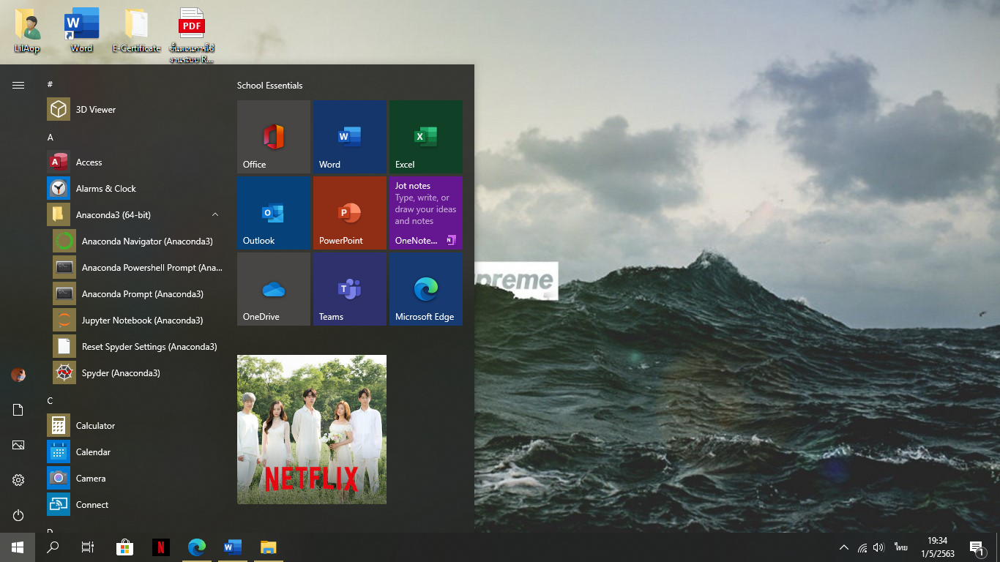 PDF
LilAop
Word
E-Certificate
ขั้นตอนการใช้
งานระบบ R...
#
3D Viewer
A
Access
Alarms & Clock
Anaconda3 (64-bit)
Anaconda Navigator (Anaconda3)
Anaconda Powershell Prompt (Ana...
Anaconda Prompt (Anaconda3)
Jupyter Notebook (Anaconda3)
Reset Spyder Settings (Anaconda3)
Spyder (Anaconda3)
C
Calculator
Calendar
Camera
Connect
D
School Essentials
Office
Word
Excel
Outlook
PowerPoint
Jot notes
Type, write, or
draw your ideas
and notes
OneNote...
OneDrive
Teams
Microsoft Edge
NETFLIX
preme
ไทย
19:34
1/5/2563
1